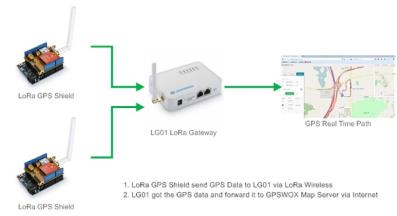 LoRa GPS Shield
LG01 LoRa Gateway
GPS Real Time Path
LoRa GPS Shield
1. LoRa GPS Shield send GPS Data to LG01 via LoRa Wireless
2. LG01 got the GPS data and forward it to GPSWOX Map Server via Internet